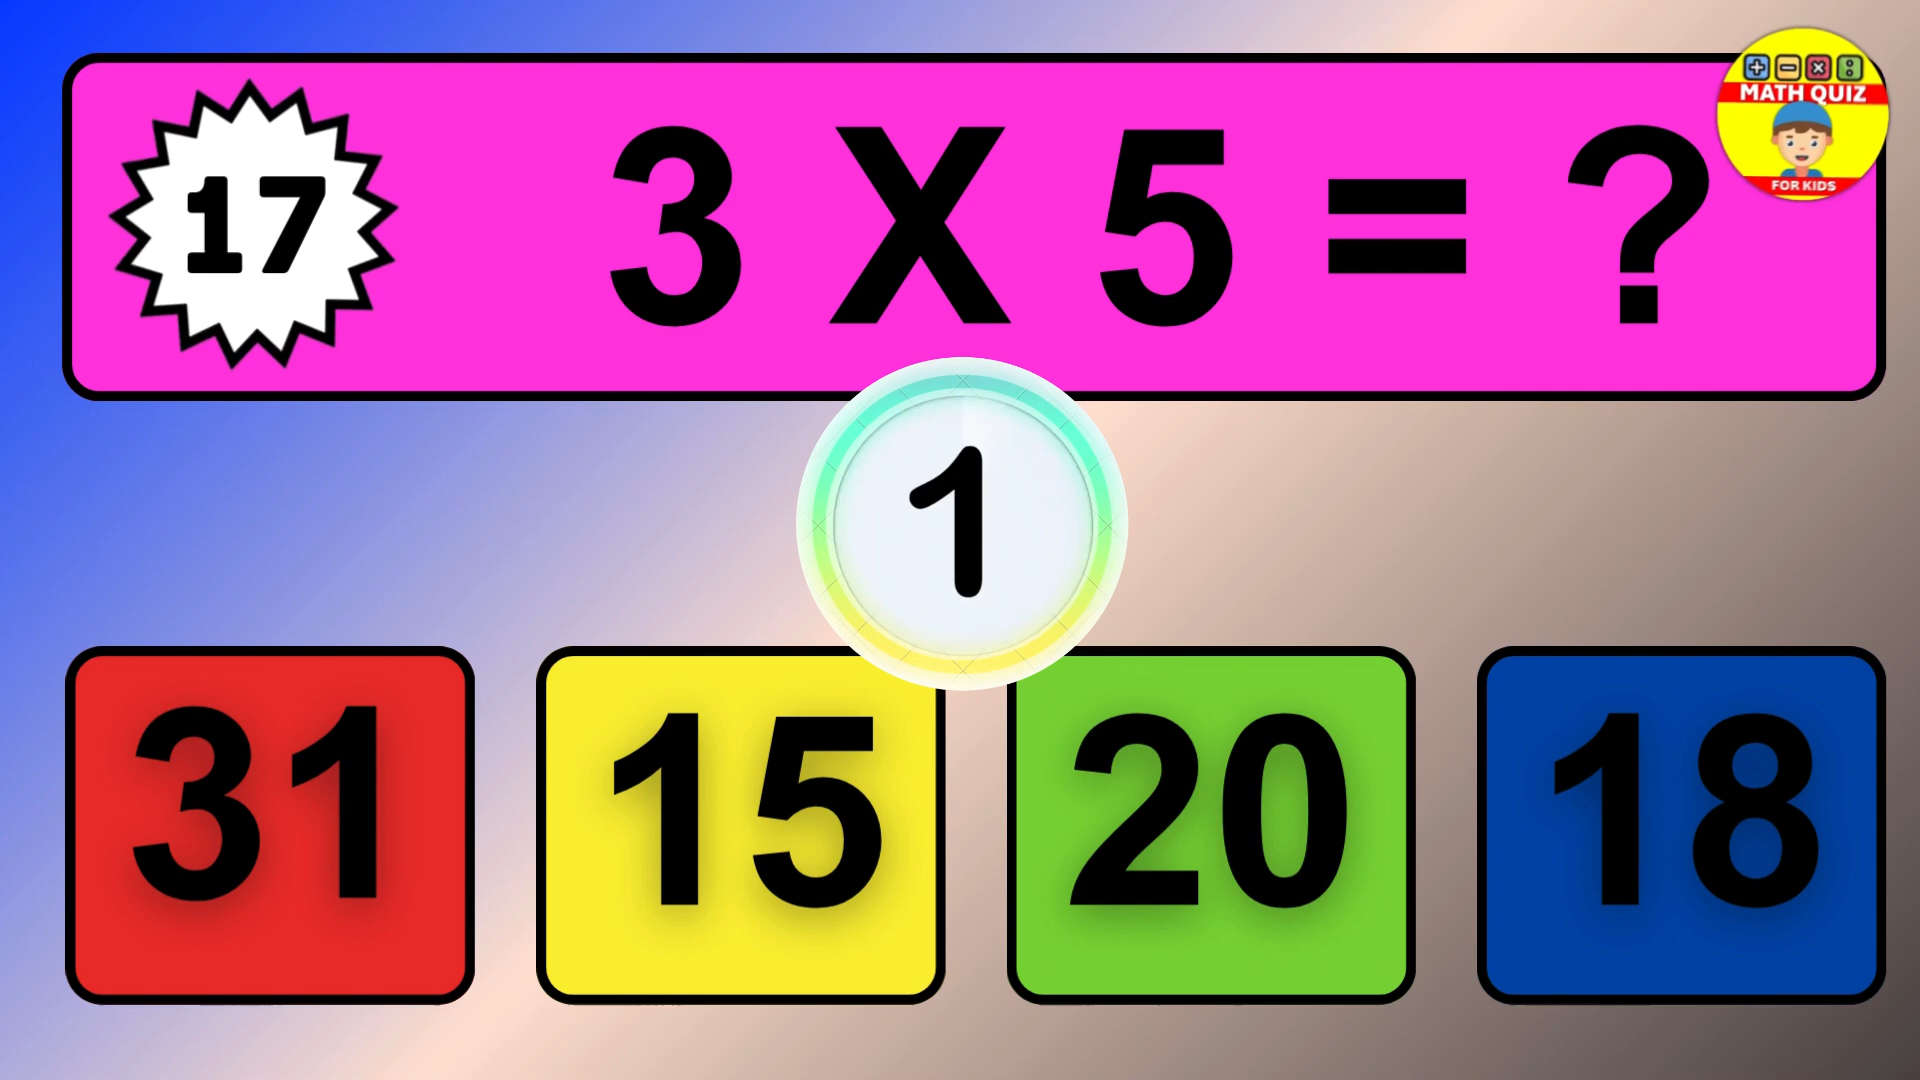 17
3 X 5 = ?
+ − × ÷
MATH QUIZ
FOR KIDS
1
31
15
20
18